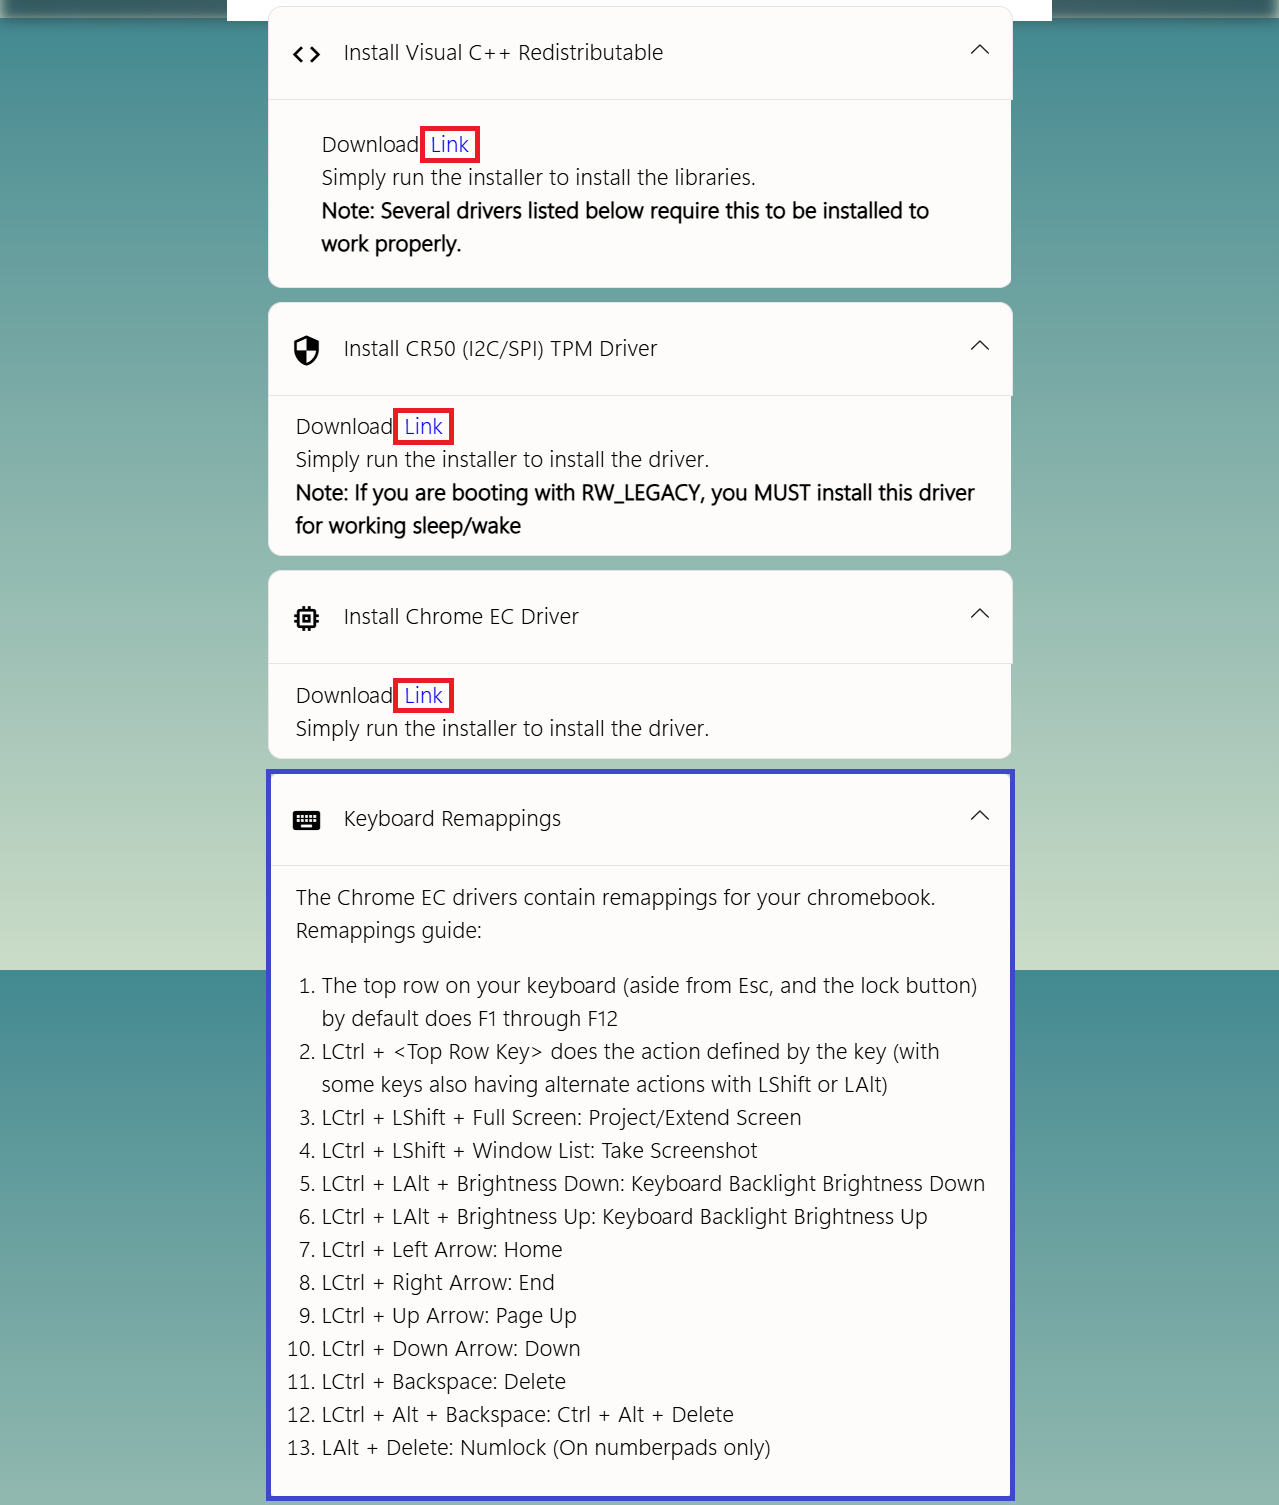 Install Visual C++ Redistributable
Download Link
Simply run the installer to install the libraries.
Note: Several drivers listed below require this to be installed to
work properly.
Install CR50 (I2C/SPI) TPM Driver
Download Link
Simply run the installer to install the driver.
Note: If you are booting with RW_LEGACY, you MUST install this driver
for working sleep/wake
Install Chrome EC Driver
Download Link
Simply run the installer to install the driver.
Keyboard Remappings
The Chrome EC drivers contain remappings for your chromebook.
Remappings guide:
1. The top row on your keyboard (aside from Esc, and the lock button)
by default does F1 through F12
2. LCtrl + <Top Row Key> does the action defined by the key (with
some keys also having alternate actions with LShift or LAlt)
3. LCtrl + LShift + Full Screen: Project/Extend Screen
4. LCtrl + LShift + Window List: Take Screenshot
5. LCtrl + LAlt + Brightness Down: Keyboard Backlight Brightness Down
6. LCtrl + LAlt + Brightness Up: Keyboard Backlight Brightness Up
7. LCtrl + Left Arrow: Home
8. LCtrl + Right Arrow: End
9. LCtrl + Up Arrow: Page Up
10. LCtrl + Down Arrow: Down
11. LCtrl + Backspace: Delete
12. LCtrl + Alt + Backspace: Ctrl + Alt + Delete
13. LAlt + Delete: Numlock (On numberpads only)